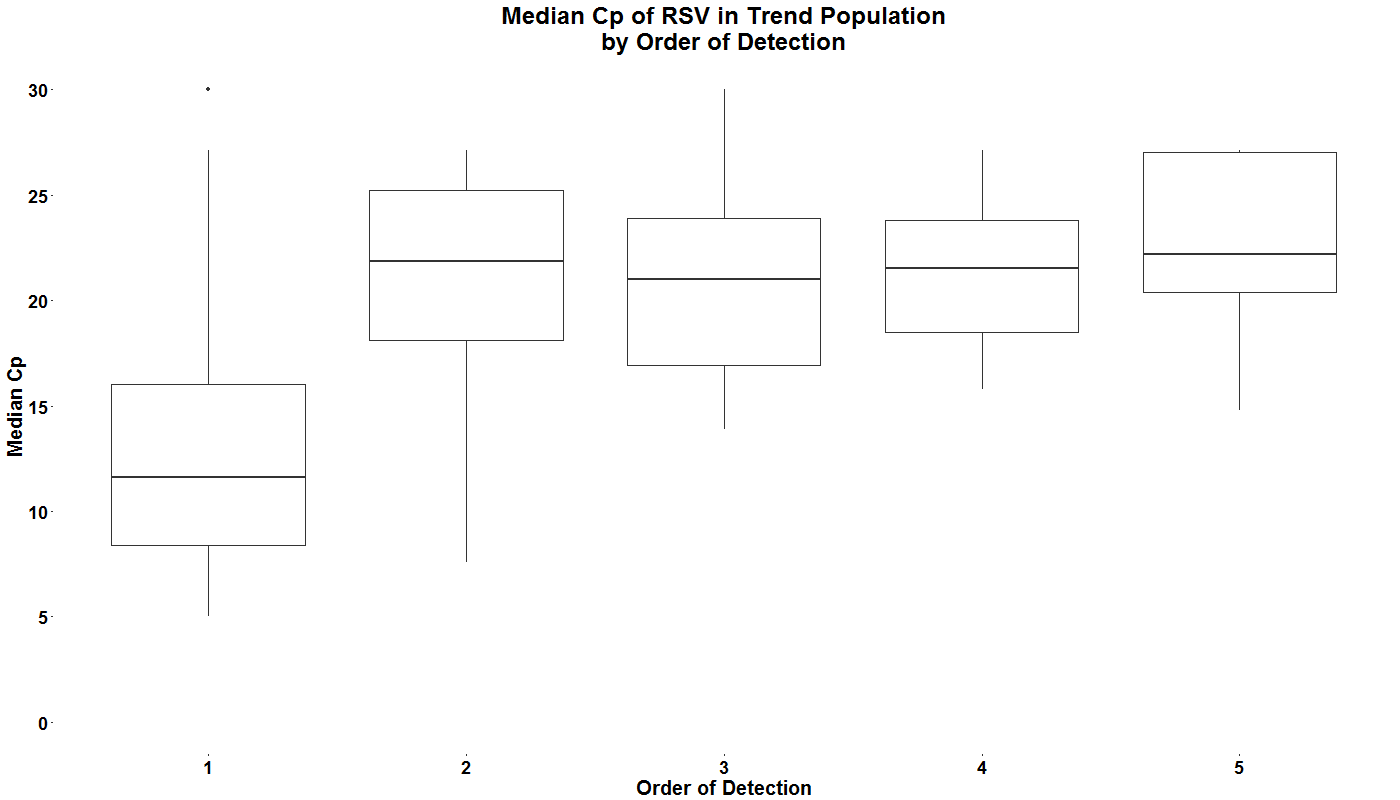 Median Cp of RSV in Trend Population
by Order of Detection
30
25
20
15
10
5
0
Median Cp
1 2 3 4 5
Order of Detection